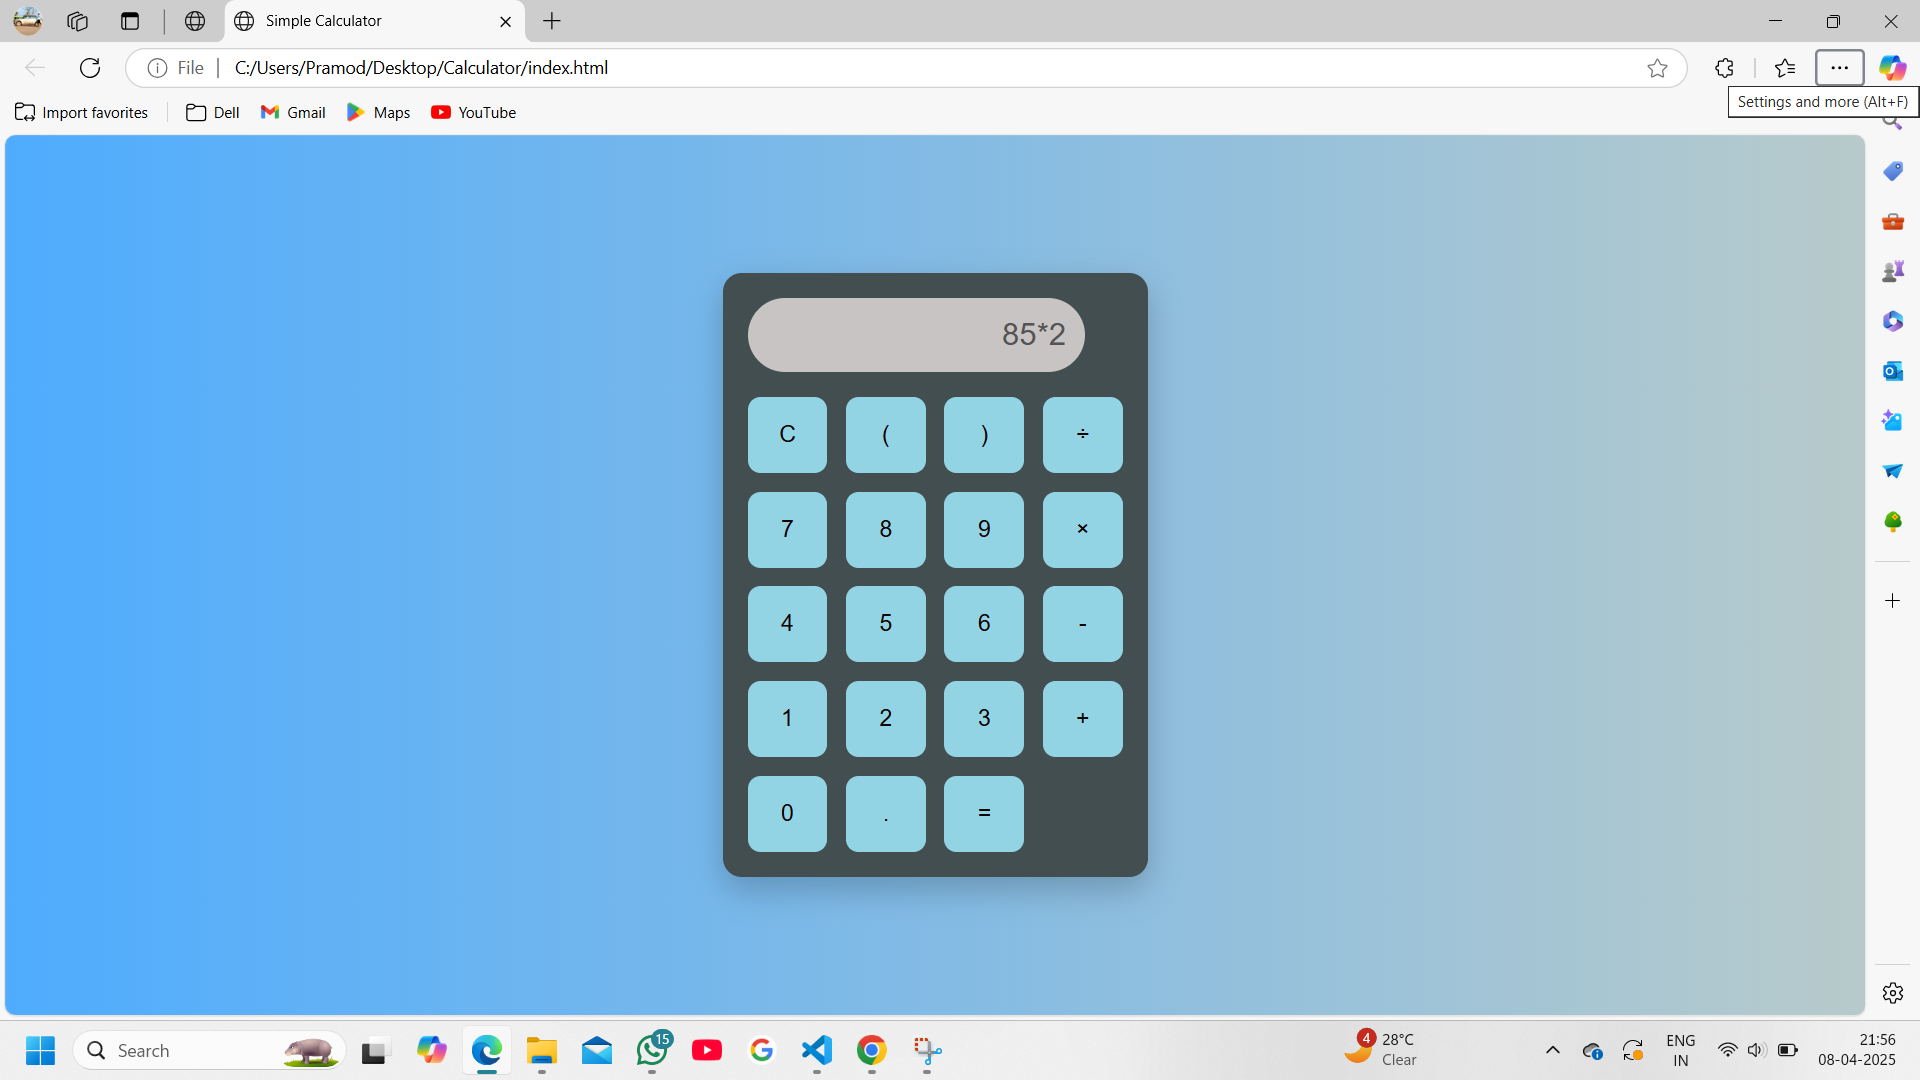 Simple Calculator
File C:/Users/Pramod/Desktop/Calculator/index.html
Settings and more (Alt+F)
Import favorites Dell Gmail Maps YouTube
85*2
C ( ) ÷
7 8 9 ×
4 5 6 -
1 2 3 +
0 . =
Search
15
4
28°C
Clear
ENG
IN
21:56
08-04-2025